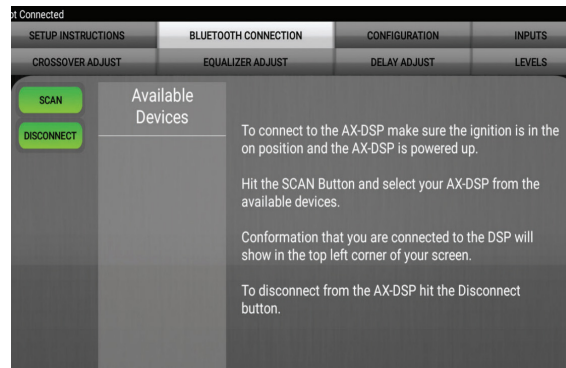 ot Connected
SETUP INSTRUCTIONS BLUETOOTH CONNECTION CONFIGURATION INPUTS
CROSSOVER ADJUST EQUALIZER ADJUST DELAY ADJUST LEVELS
SCAN
DISCONNECT
Available
Devices
To connect to the AX-DSP make sure the ignition is in the
on position and the AX-DSP is powered up.
Hit the SCAN Button and select your AX-DSP from the
available devices.
Conformation that you are connected to the DSP will
show in the top left corner of your screen.
To disconnect from the AX-DSP hit the Disconnect
button.